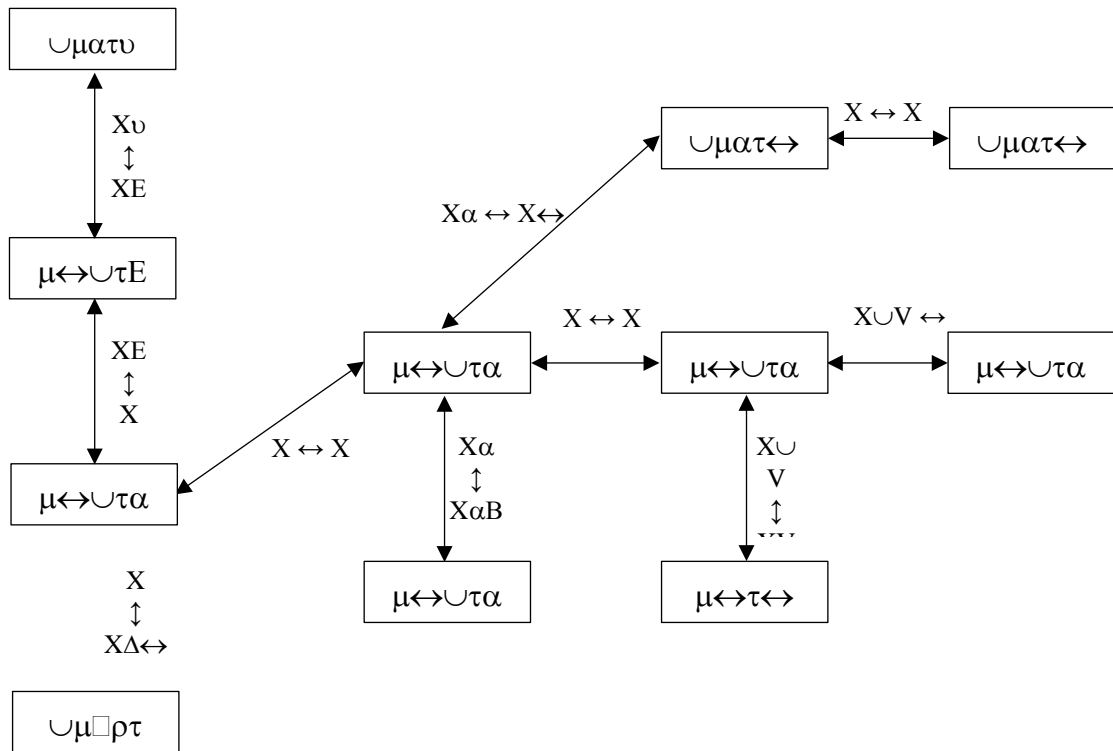 ∪ματυ
Xυ
↕
XE
∪ματ↔
X ↔ X
∪ματ↔
Xα ↔ X↔
μ↔∪τE
XE
↕
X
X ↔ X
X∪V ↔
μ↔∪τα
μ↔∪τα
μ↔∪τα
X ↔ X
Xα
↕
XαB
X∪
V
↕
μ↔∪τα
μ↔∪τα
μ↔τ↔
X
↕
XΔ↔
∪μ□ρτ